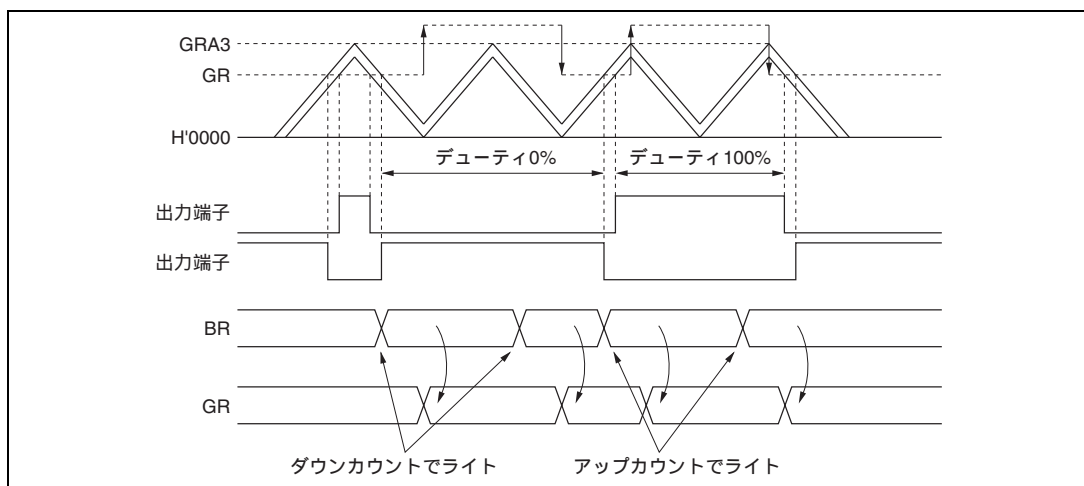 GRA3
GR
H'0000
デューティ0%
デューティ100%
出力端子
出力端子
BR
GR
ダウンカウントでライト
アップカウントでライト